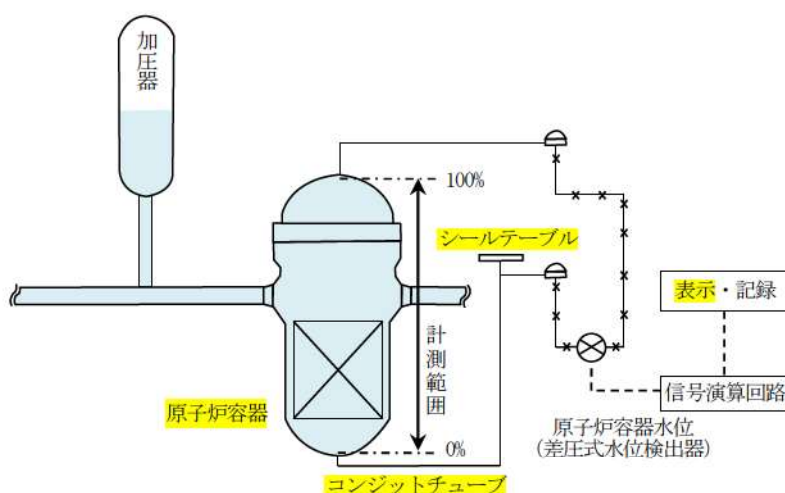 加圧器
100%
シールテーブル
表示・記録
計測範囲
原子炉容器
信号演算回路
原子炉容器水位
(差圧式水位検出器)
0%
コンジットチューブ